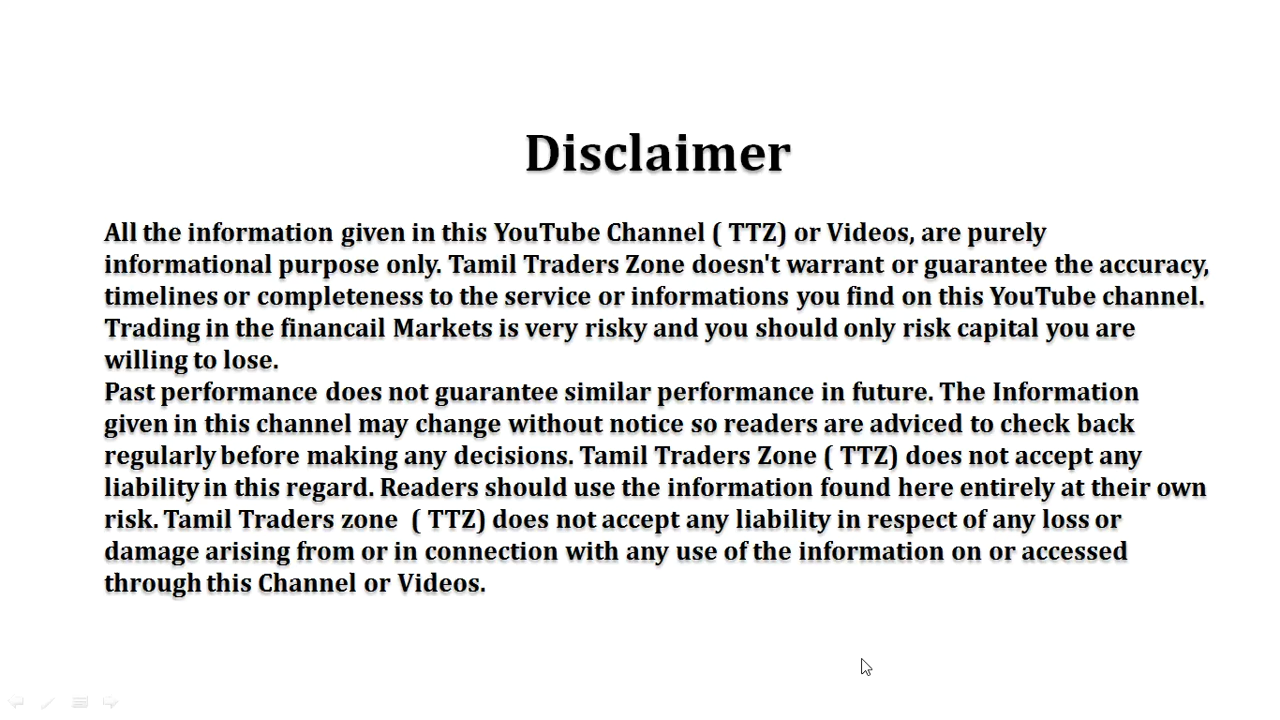 Disclaimer
All the information given in this YouTube Channel ( TTZ) or Videos, are purely
informational purpose only. Tamil Traders Zone doesn't warrant or guarantee the accuracy,
timelines or completeness to the service or informations you find on this YouTube channel.
Trading in the financail Markets is very risky and you should only risk capital you are
willing to lose.
Past performance does not guarantee similar performance in future. The Information
given in this channel may change without notice so readers are adviced to check back
regularly before making any decisions. Tamil Traders Zone ( TTZ) does not accept any
liability in this regard. Readers should use the information found here entirely at their own
risk. Tamil Traders zone  ( TTZ) does not accept any liability in respect of any loss or
damage arising from or in connection with any use of the information on or accessed
through this Channel or Videos.